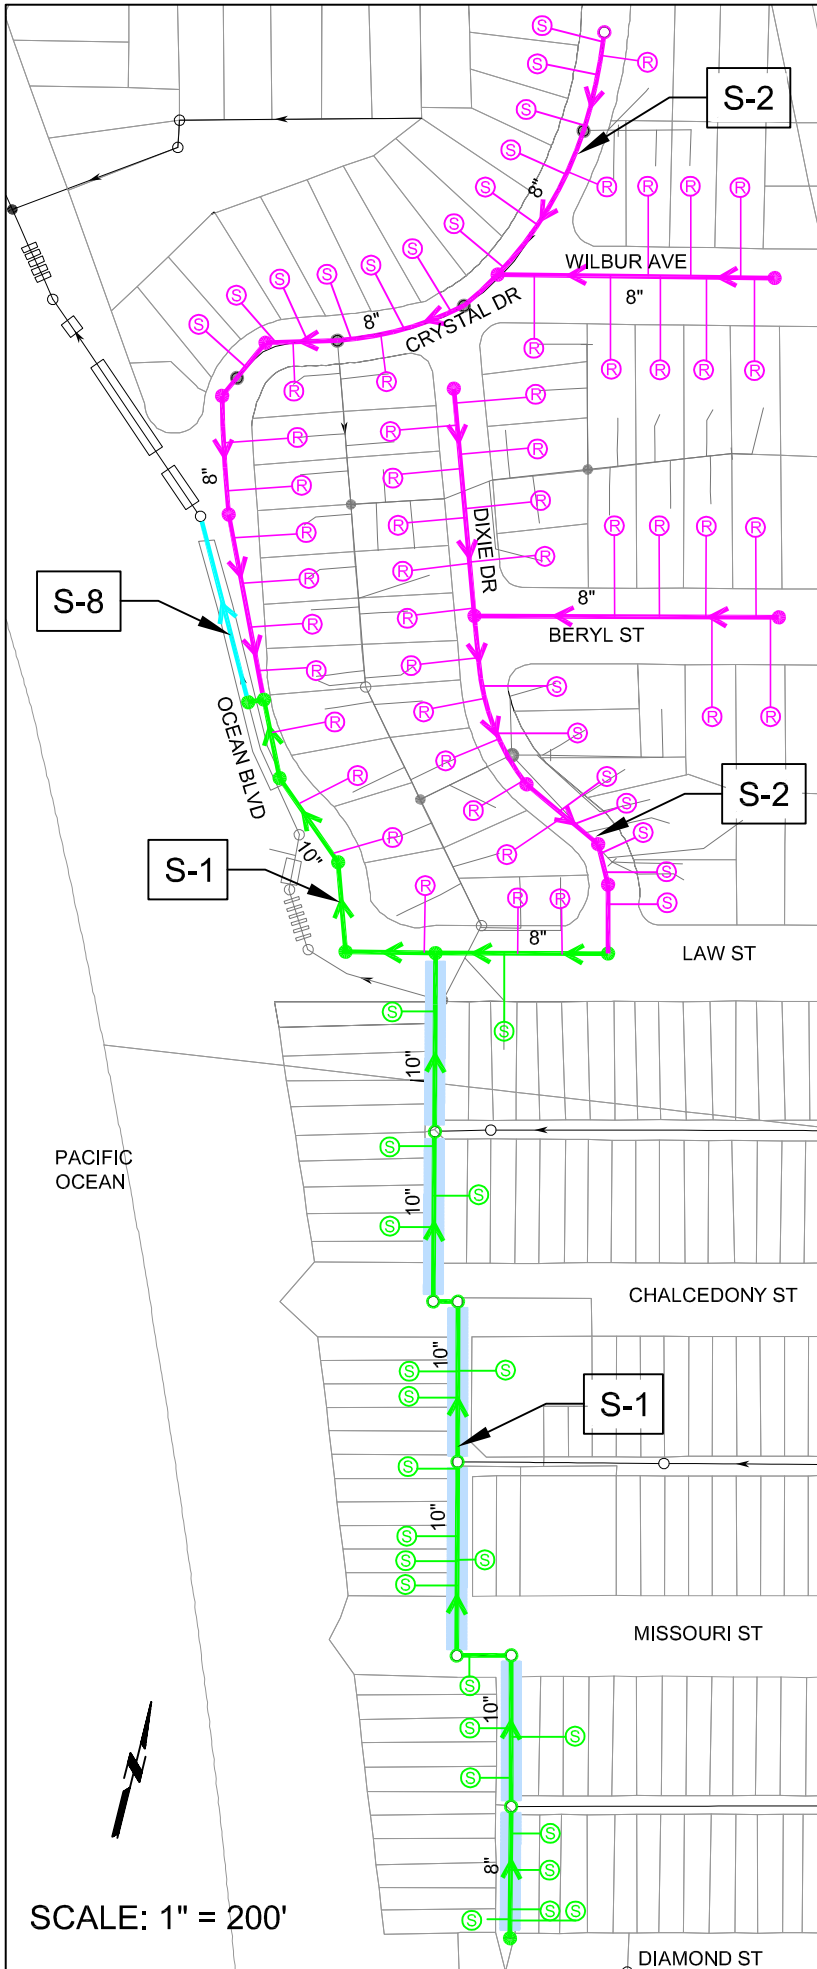 S
R
S
S-2
S
S
R
R
R
R
S
8"
S
WILBUR AVE
S
S
S
S
8"
S
8"
CRYSTAL DR
S
R
R
R
R
R
R
R
R
R
R
R
R
8"
R
R
R
R
DIXIE DR
R
R
R
R
R
R
R
R
R
R
R
S-8
8"
R
R
BERYL ST
R
R
S
OCEAN BLVD
R
R
R
R
S
R
R
S
S-2
R
S
10"
S
R
R
S-1
S
R
R
R
S
8"
LAW ST
S
S
10"
S
PACIFIC
OCEAN
10"
S
S
CHALCEDONY ST
10"
S
S
S
S-1
S
10"
S
S
S
S
MISSOURI ST
S
10"
S
S
S
S
8"
S
S
S
S
SCALE: 1" = 200'
DIAMOND ST